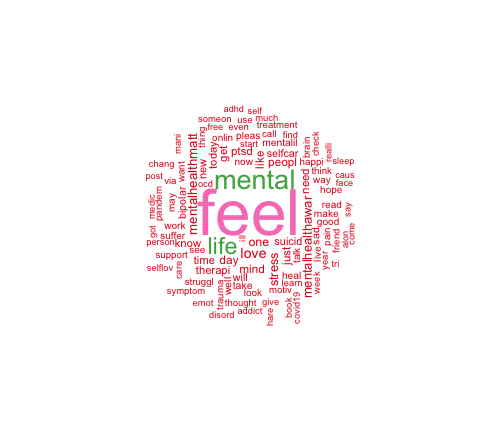 adhd self
someon use much
free even call treatment
thing onlin pleas find
start mentalil
today get ptsd selfcar
mani brain check
now like peopl happi realli
chang new sleep
post via want ocd mental need think caus
mentalhealthmatt way face
may bipolar hope
pandem medic feel read say
got work make
suffer good
person know see life ill one suicid sad pain friend alon come
support time day love just talk live year tri
selflov care therapi mind stress heal mentalhealthawar
struggl well will learn week
symptom trauma take look motiv
emot thought give book covid19
disord addict hare